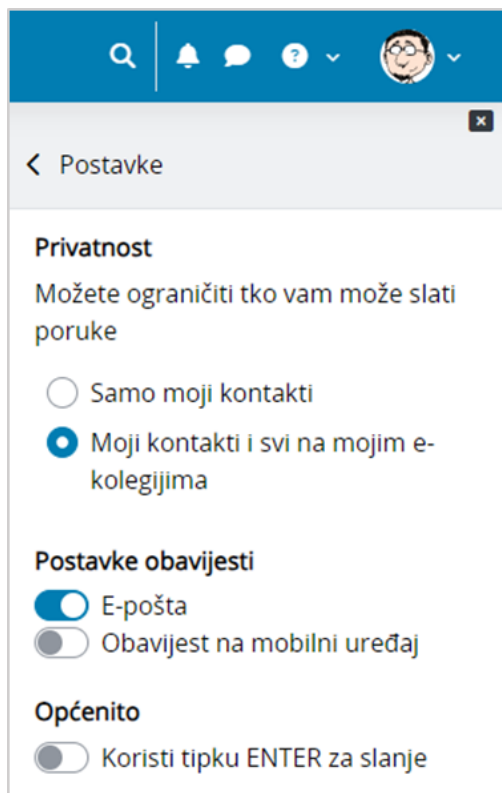 Postavke
Privatnost
Možete ograničiti tko vam može slati
poruke
Samo moji kontakti
Moji kontakti i svi na mojim e-
kolegijima
Postavke obavijesti
E-pošta
Obavijest na mobilni uređaj
Općenito
Koristi tipku ENTER za slanje